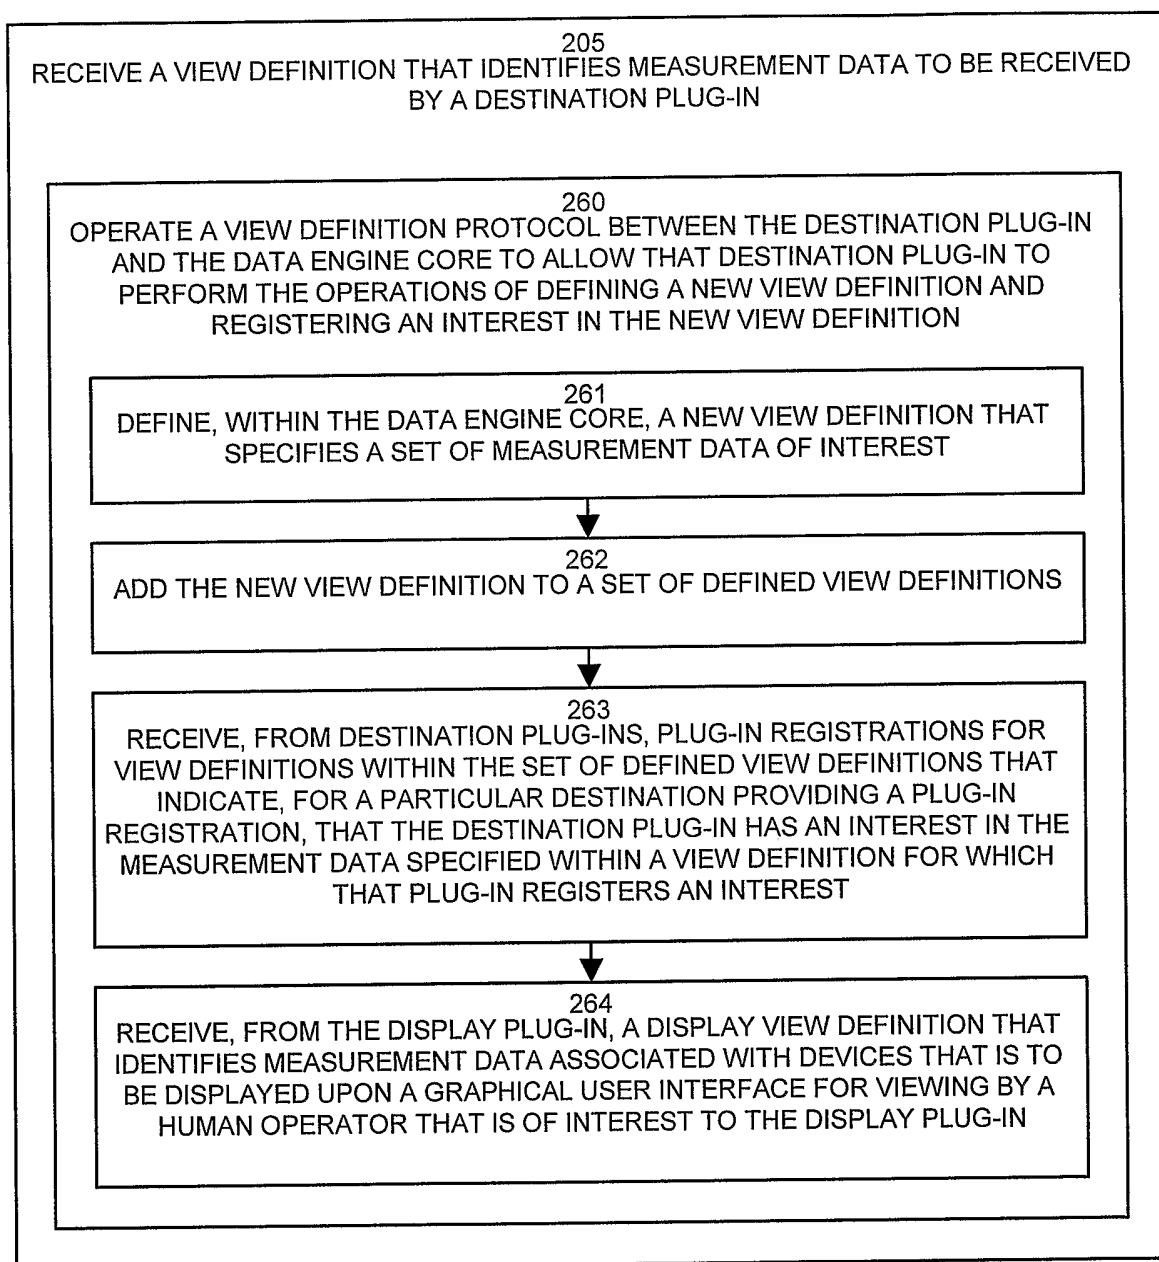 205
RECEIVE A VIEW DEFINITION THAT IDENTIFIES MEASUREMENT DATA TO BE RECEIVED
BY A DESTINATION PLUG-IN
260
OPERATE A VIEW DEFINITION PROTOCOL BETWEEN THE DESTINATION PLUG-IN
AND THE DATA ENGINE CORE TO ALLOW THAT DESTINATION PLUG-IN TO
PERFORM THE OPERATIONS OF DEFINING A NEW VIEW DEFINITION AND
REGISTERING AN INTEREST IN THE NEW VIEW DEFINITION
261
DEFINE, WITHIN THE DATA ENGINE CORE, A NEW VIEW DEFINITION THAT
SPECIFIES A SET OF MEASUREMENT DATA OF INTEREST
262
ADD THE NEW VIEW DEFINITION TO A SET OF DEFINED VIEW DEFINITIONS
263
RECEIVE, FROM DESTINATION PLUG-INS, PLUG-IN REGISTRATIONS FOR
VIEW DEFINITIONS WITHIN THE SET OF DEFINED VIEW DEFINITIONS THAT
INDICATE, FOR A PARTICULAR DESTINATION PROVIDING A PLUG-IN
REGISTRATION, THAT THE DESTINATION PLUG-IN HAS AN INTEREST IN THE
MEASUREMENT DATA SPECIFIED WITHIN A VIEW DEFINITION FOR WHICH
THAT PLUG-IN REGISTERS AN INTEREST
264
RECEIVE, FROM THE DISPLAY PLUG-IN, A DISPLAY VIEW DEFINITION THAT
IDENTIFIES MEASUREMENT DATA ASSOCIATED WITH DEVICES THAT IS TO
BE DISPLAYED UPON A GRAPHICAL USER INTERFACE FOR VIEWING BY A
HUMAN OPERATOR THAT IS OF INTEREST TO THE DISPLAY PLUG-IN